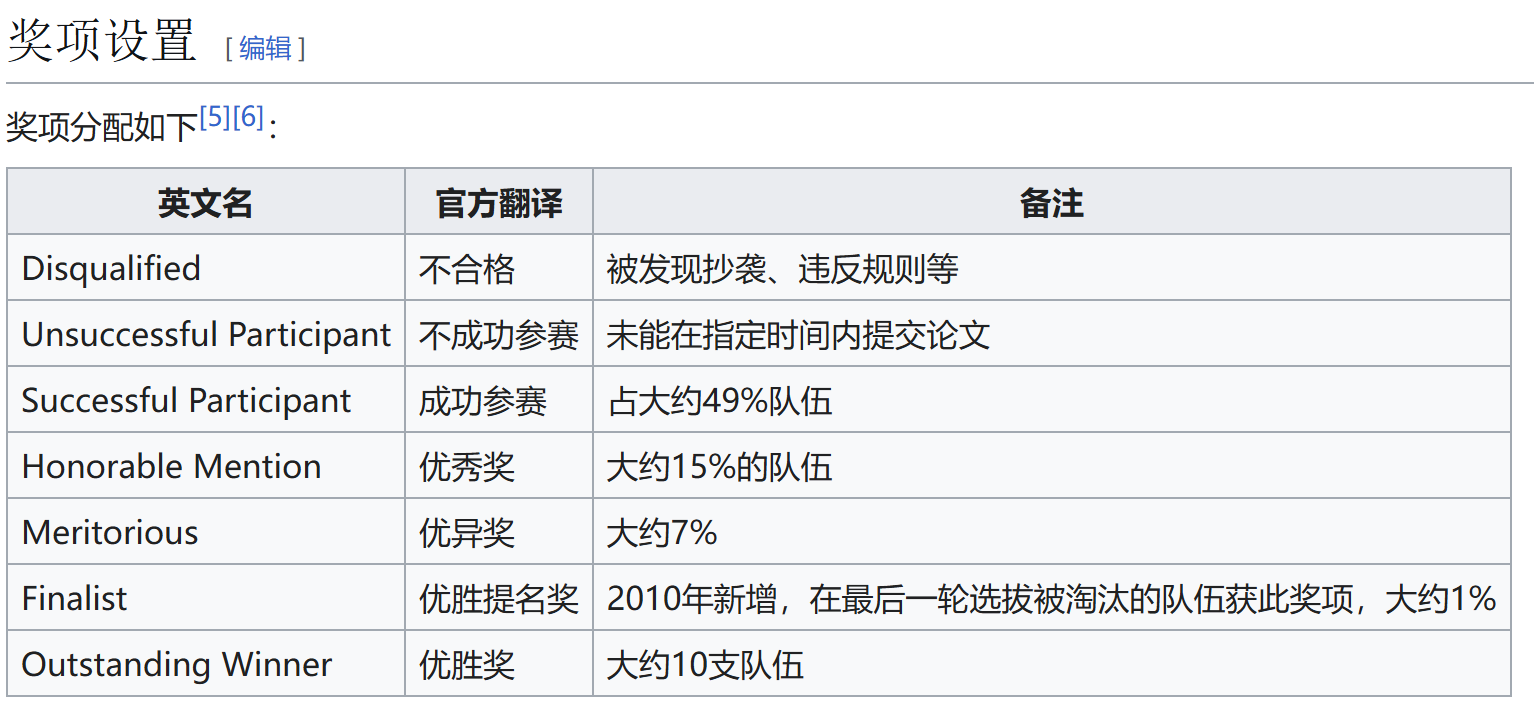 奖项设置 [编辑]
奖项分配如下[5][6]：
英文名 官方翻译 备注
Disqualified 不合格 被发现抄袭、违反规则等
Unsuccessful Participant 不成功参赛 未能在指定时间内提交论文
Successful Participant 成功参赛 占大约49%队伍
Honorable Mention 优秀奖 大约15%的队伍
Meritorious 优异奖 大约7%
Finalist 优胜提名奖 2010年新增，在最后一轮选拔被淘汰的队伍获此奖项，大约1%
Outstanding Winner 优胜奖 大约10支队伍